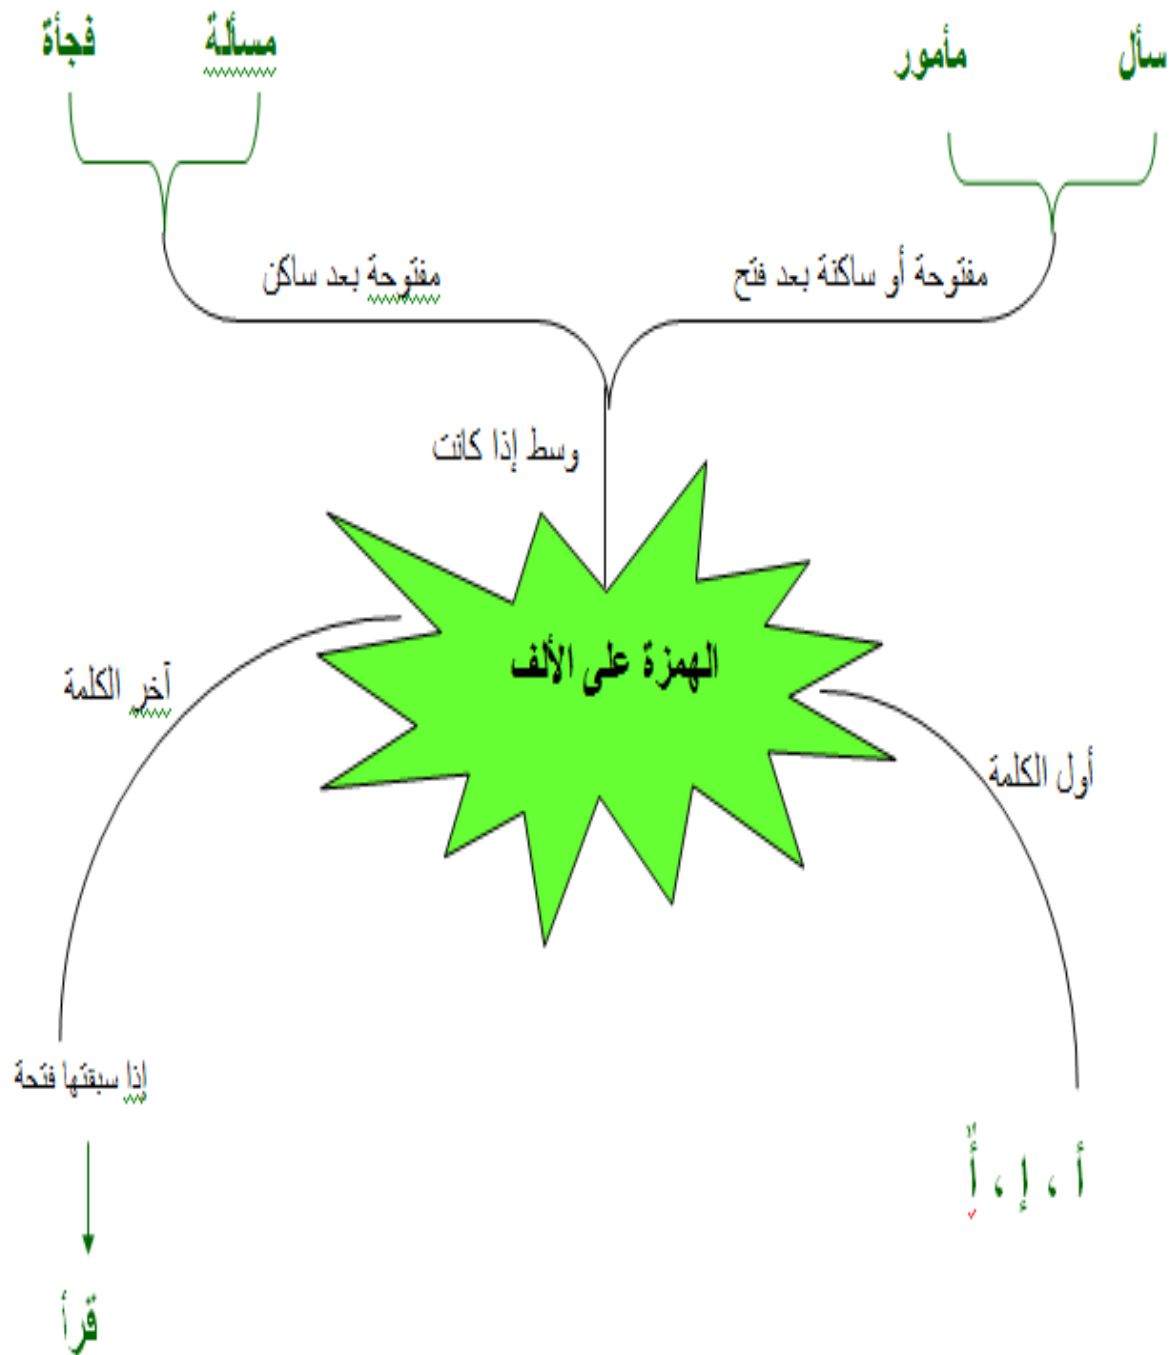 سأل
مأمور
مسألة
فجأة
مفتوحة أو ساكنة بعد فتح
مفتوحة بعد ساكن
وسط إذا كانت
الهمزة على الألف
أول الكلمة
آخر الكلمة
إذا سبقتها فتحة
أ ، إ ، أُ
قرأ